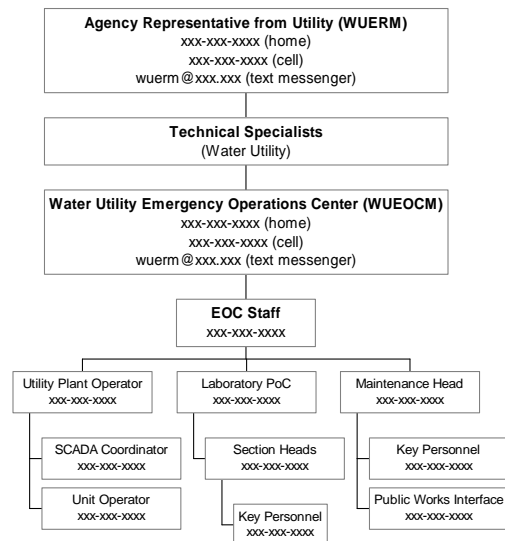 Agency Representative from Utility (WUERM)
xxx-xxx-xxxx (home)
xxx-xxx-xxxx (cell)
wuerm@xxx.xxx (text messenger)
Technical Specialists
(Water Utility)
Water Utility Emergency Operations Center (WUEOCM)
xxx-xxx-xxxx (home)
xxx-xxx-xxxx (cell)
wuerm@xxx.xxx (text messenger)
EOC Staff
xxx-xxx-xxxx
Utility Plant Operator
xxx-xxx-xxxx
SCADA Coordinator
xxx-xxx-xxxx
Unit Operator
xxx-xxx-xxxx
Laboratory PoC
xxx-xxx-xxxx
Section Heads
xxx-xxx-xxxx
Key Personnel
xxx-xxx-xxxx
Maintenance Head
xxx-xxx-xxxx
Key Personnel
xxx-xxx-xxxx
Public Works Interface
xxx-xxx-xxxx